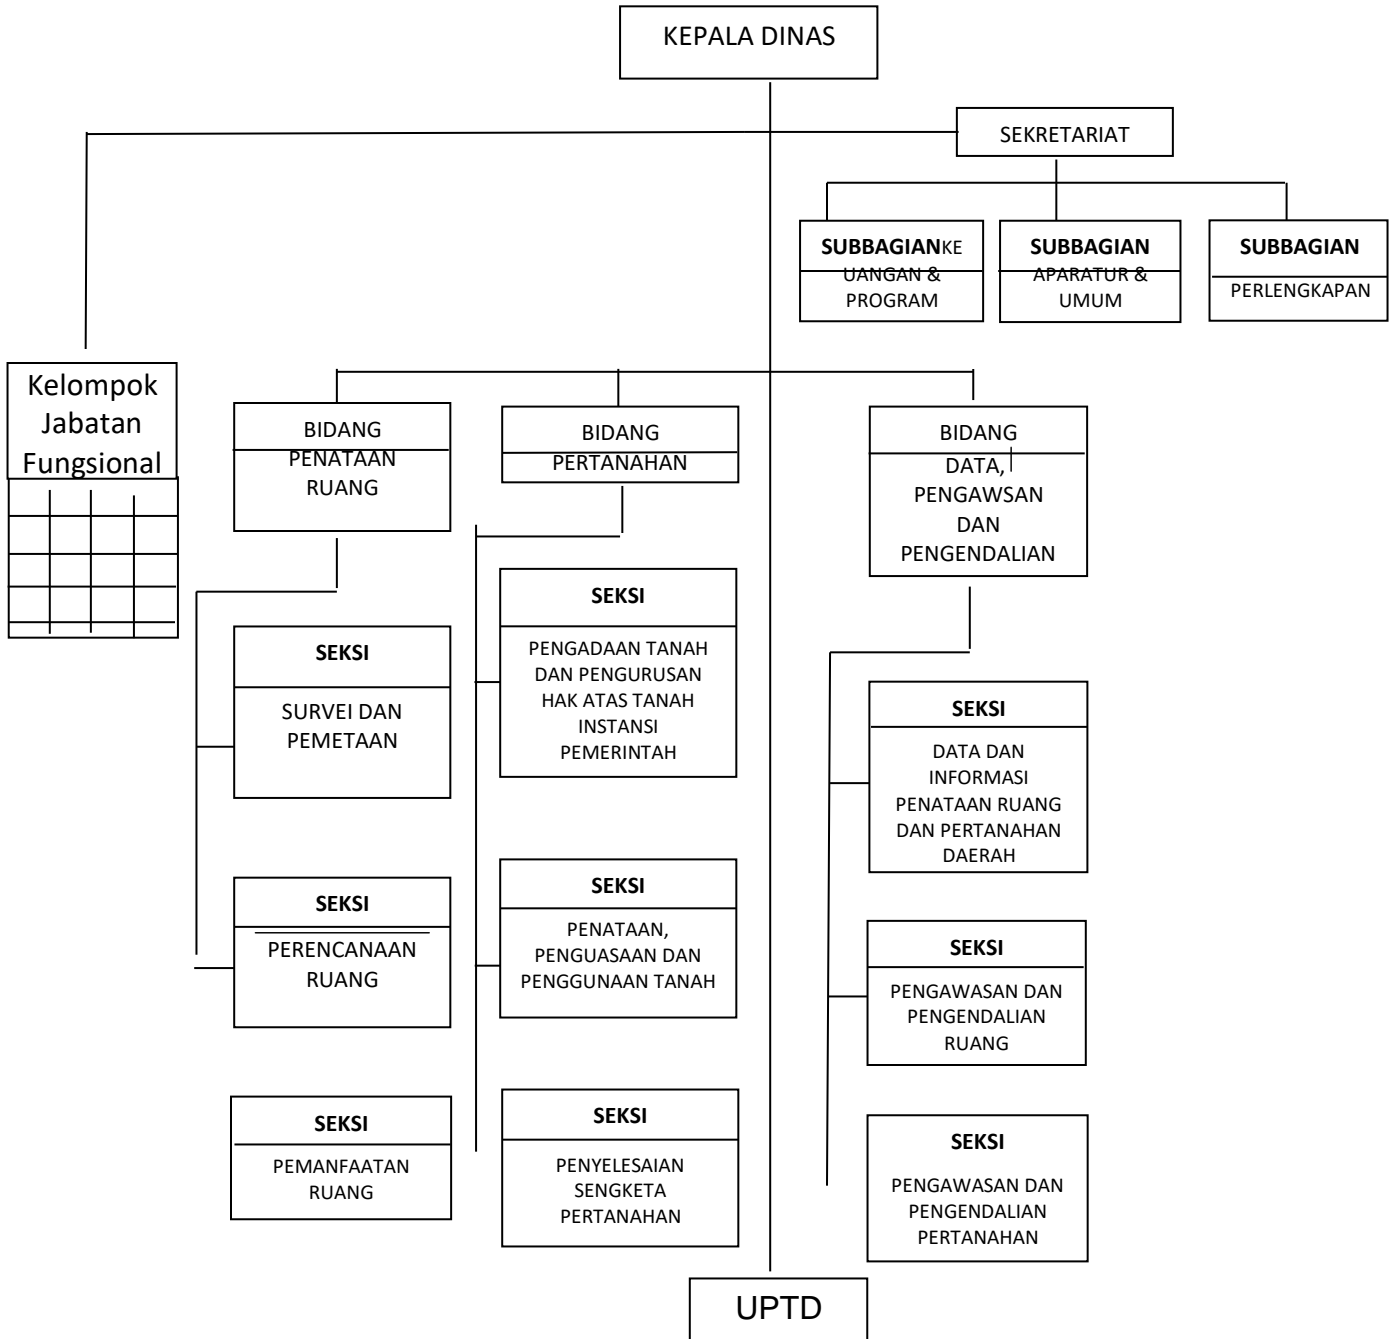 KEPALA DINAS
SEKRETARIAT
SUBBAGIANKE
UANGAN &
PROGRAM
SUBBAGIAN
APARATUR &
UMUM
SUBBAGIAN
PERLENGKAPAN
Kelompok
Jabatan
Fungsional
BIDANG
PENATAAN
RUANG
BIDANG
PERTANAHAN
BIDANG
DATA,
PENGAWSAN
DAN
PENGENDALIAN
SEKSI
SURVEI DAN
PEMETAAN
SEKSI
PERENCANAAN
RUANG
SEKSI
PEMANFAATAN
RUANG
SEKSI
PENGADAAN TANAH
DAN PENGURUSAN
HAK ATAS TANAH
INSTANSI
PEMERINTAH
SEKSI
PENATAAN,
PENGUASAAN DAN
PENGGUNAAN TANAH
SEKSI
PENYELESAIAN
SENGKETA
PERTANAHAN
SEKSI
DATA DAN
INFORMASI
PENATAAN RUANG
DAN PERTANAHAN
DAERAH
SEKSI
PENGAWASAN DAN
PENGENDALIAN
RUANG
SEKSI
PENGAWASAN DAN
PENGENDALIAN
PERTANAHAN
UPTD